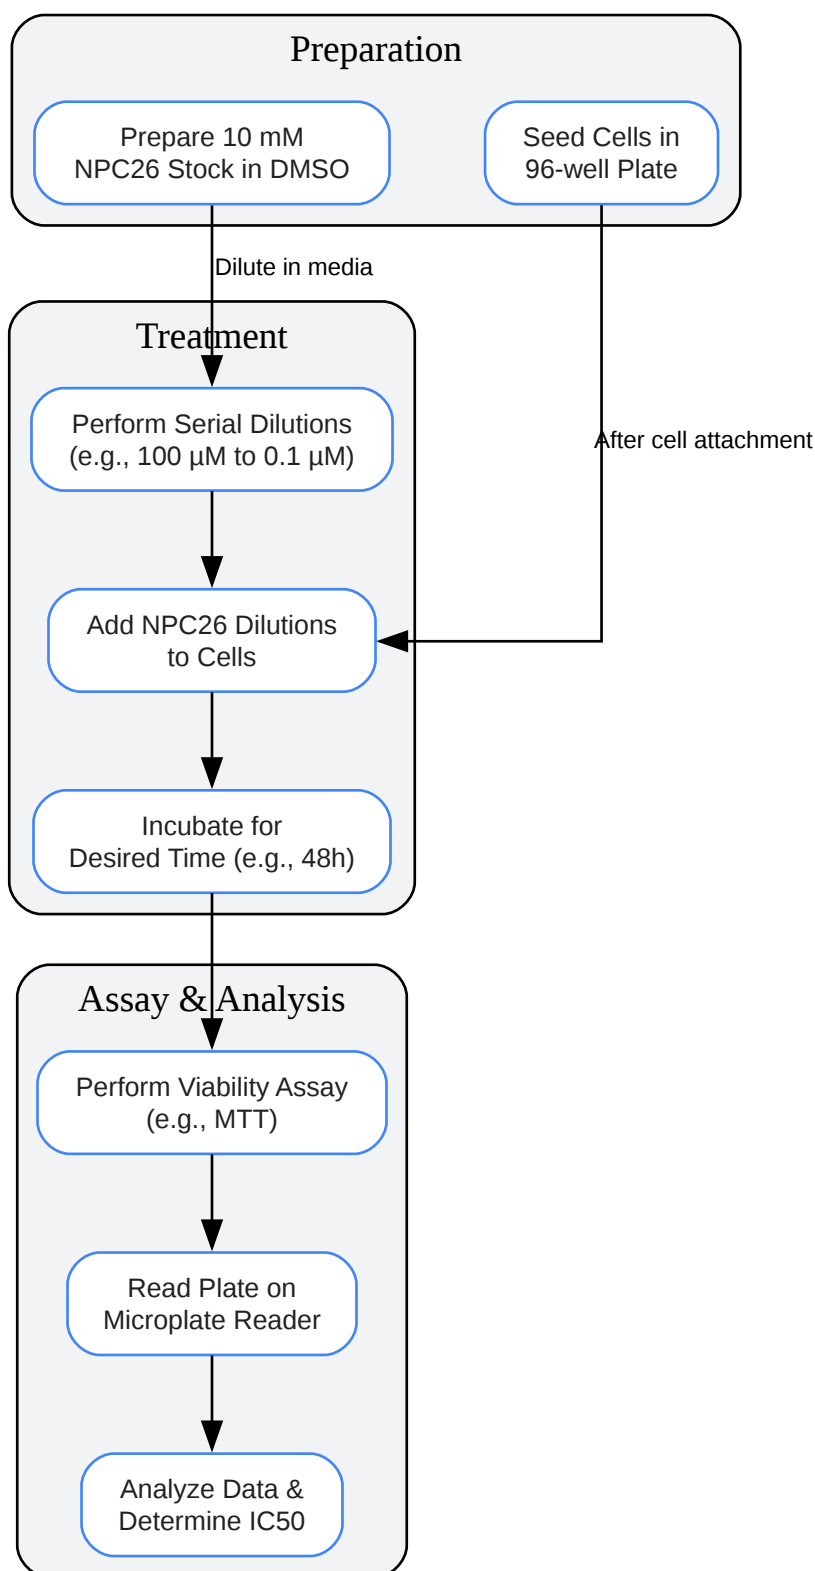 Preparation
Prepare 10 mM
NPC26 Stock in DMSO
Seed Cells in
96-well Plate
Dilute in media
Treatment
Perform Serial Dilutions
(e.g., 100 µM to 0.1 µM)
After cell attachment
Add NPC26 Dilutions
to Cells
Incubate for
Desired Time (e.g., 48h)
Assay & Analysis
Perform Viability Assay
(e.g., MTT)
Read Plate on
Microplate Reader
Analyze Data &
Determine IC50